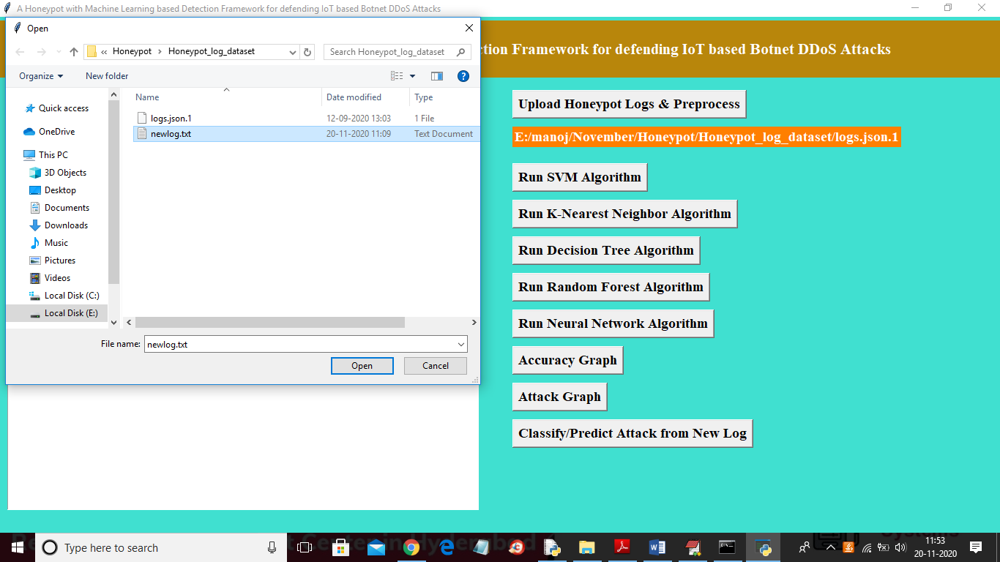 A Honeypot with Machine Learning based Detection Framework for defending IoT based Botnet DDoS Attacks
Open
« Honeypot > Honeypot_log_dataset
Search Honeypot_log_dataset
Organize
New folder
Name Date modified Type
logs.json.1 12-09-2020 13:03 1 File
newlog.txt 20-11-2020 11:09 Text Document
Quick access
OneDrive
This PC
3D Objects
Desktop
Documents
Downloads
Music
Pictures
Videos
Local Disk (C:)
Local Disk (E:)
File name: newlog.txt
Open Cancel
ction Framework for defending IoT based Botnet DDoS Attacks
Upload Honeypot Logs & Preprocess
E:/manoj/November/Honeypot/Honeypot_log_dataset/logs.json.1
Run SVM Algorithm
Run K-Nearest Neighbor Algorithm
Run Decision Tree Algorithm
Run Random Forest Algorithm
Run Neural Network Algorithm
Accuracy Graph
Attack Graph
Classify/Predict Attack from New Log
Type here to search
11:53
20-11-2020